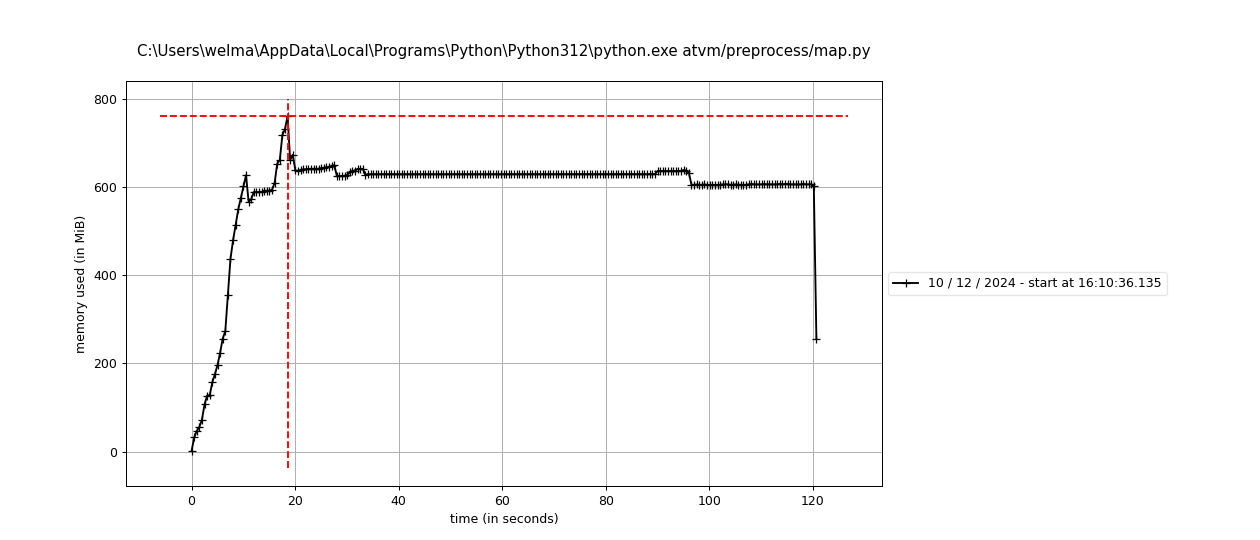 C:\Users\welma\AppData\Local\Programs\Python\Python312\python.exe atvm/preprocess/map.py
800
600
400
200
0
memory used (in MiB)
0 20 40 60 80 100 120
time (in seconds)
10 / 12 / 2024 - start at 16:10:36.135